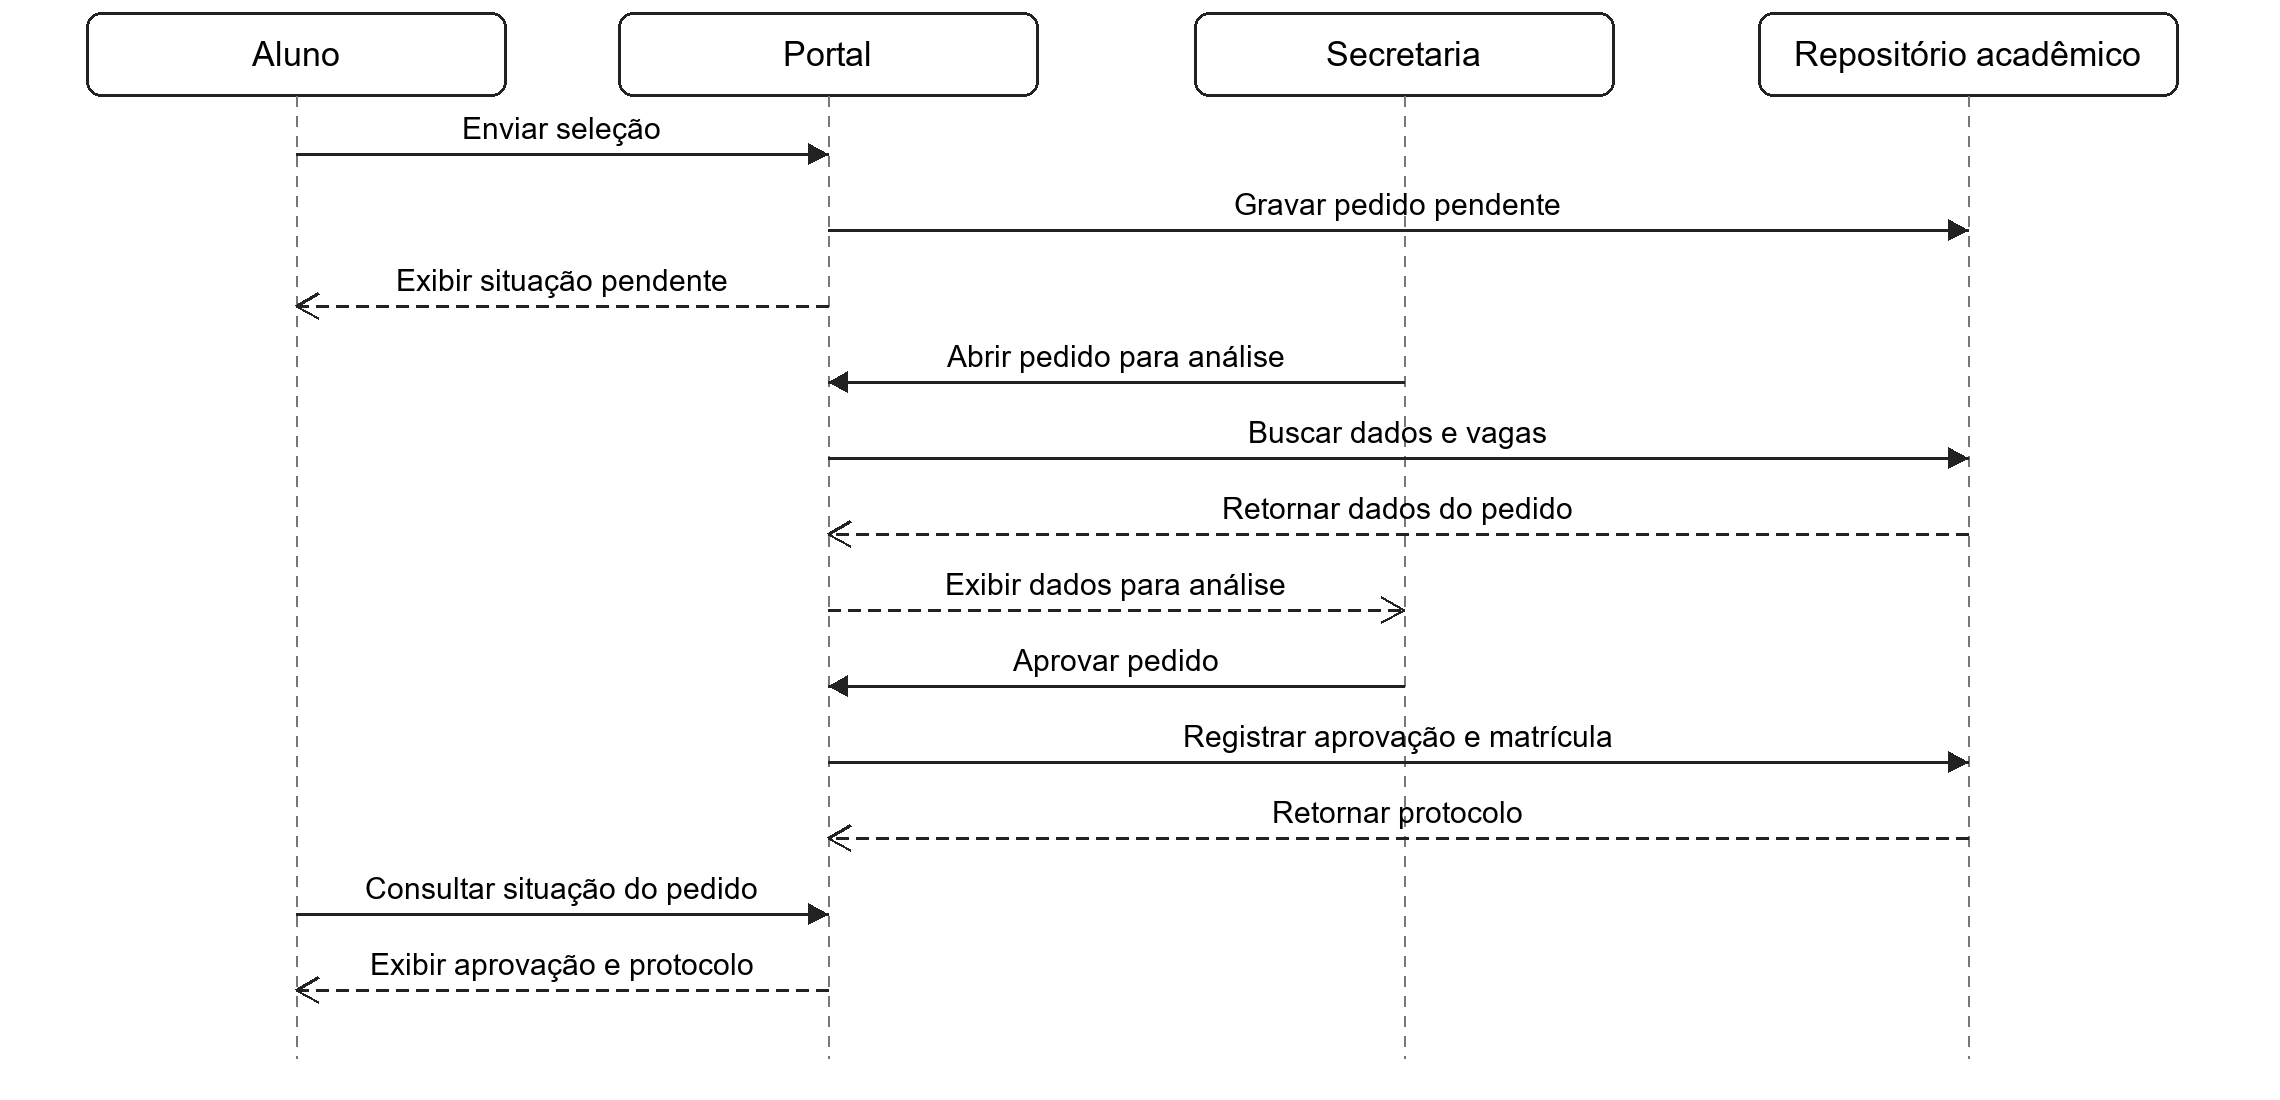 Aluno
Portal
Secretaria
Repositório acadêmico
Enviar seleção
Gravar pedido pendente
Exibir situação pendente
Abrir pedido para análise
Buscar dados e vagas
Retornar dados do pedido
Exibir dados para análise
Aprovar pedido
Registrar aprovação e matrícula
Retornar protocolo
Consultar situação do pedido
Exibir aprovação e protocolo